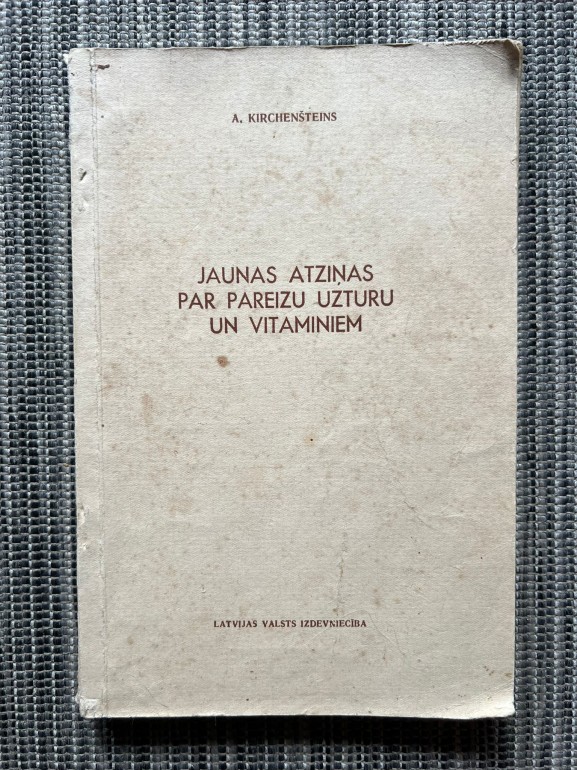 A. KIRCHENŠTEINS
JAUNAS ATZIŅAS
PAR PAREIZU UZTURU
UN VITAMINIEM
LATVIJAS VALSTS IZDEVNIECĪBA